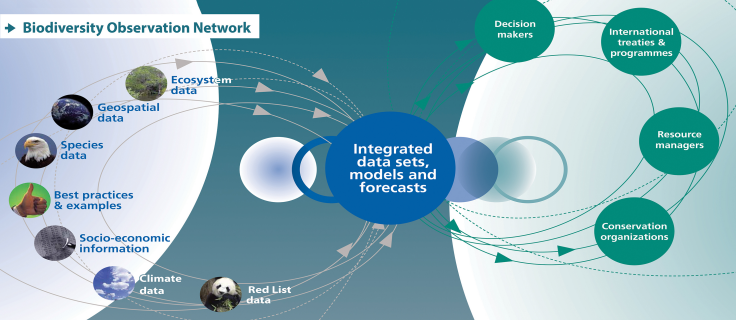 Biodiversity Observation Network
Ecosystem
data
Geospatial
data
Species
data
Best practices
& examples
Socio-economic
information
Climate
data
Red List
data
Integrated
data sets,
models and
forecasts
Decision
makers
International
treaties &
programmes
Resource
managers
Conservation
organizations